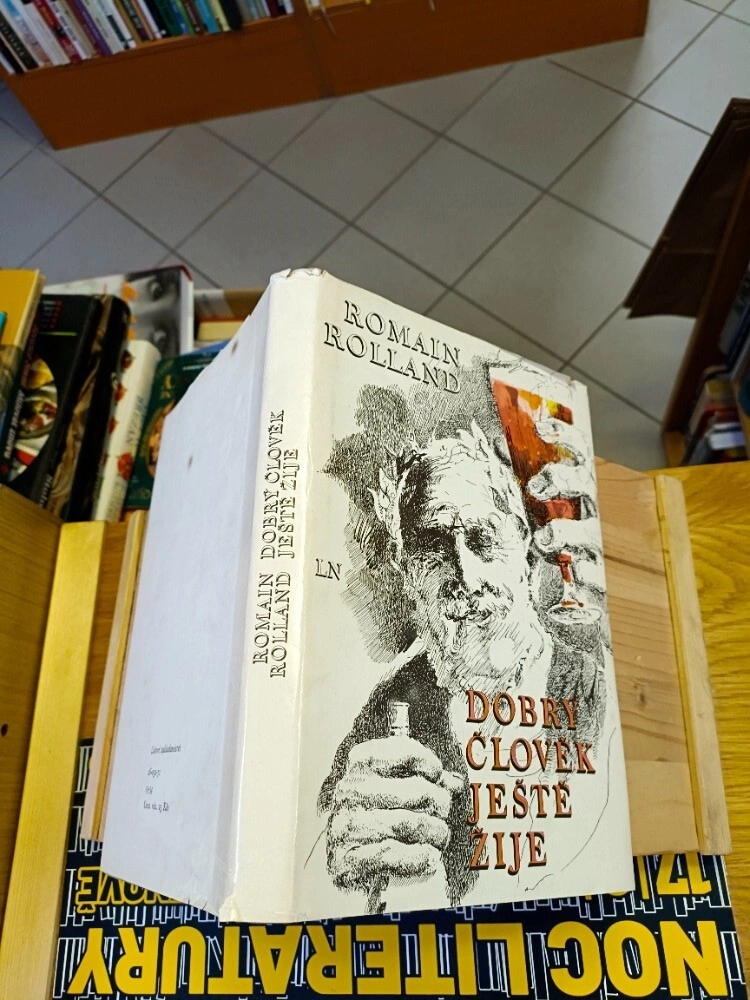 ROMAIN
ROLLAND
DOBRÝ
ČLOVĚK
JEŠTĚ
ŽIJE
ROMAIN DOBRÝ ČLOVĚK
ROLLAND JEŠTĚ ŽIJE
LN
NOC LITERATURY